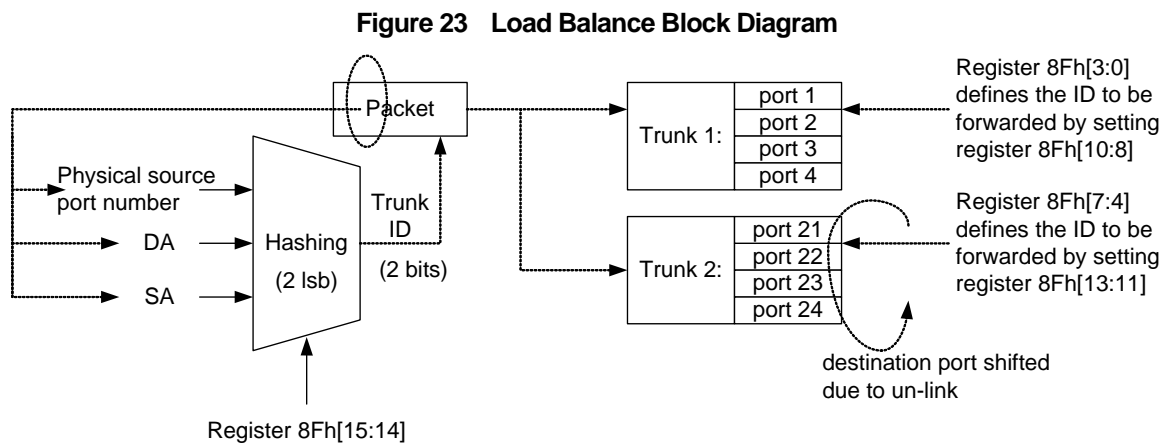 Figure 23 Load Balance Block Diagram
Packet
Physical source
port number
DA
SA
Hashing
(2 lsb)
Trunk
ID
(2 bits)
Register 8Fh[15:14]
Trunk 1:
port 1
port 2
port 3
port 4
Register 8Fh[3:0]
defines the ID to be
forwarded by setting
register 8Fh[10:8]
Trunk 2:
port 21
port 22
port 23
port 24
Register 8Fh[7:4]
defines the ID to be
forwarded by setting
register 8Fh[13:11]
destination port shifted
due to un-link